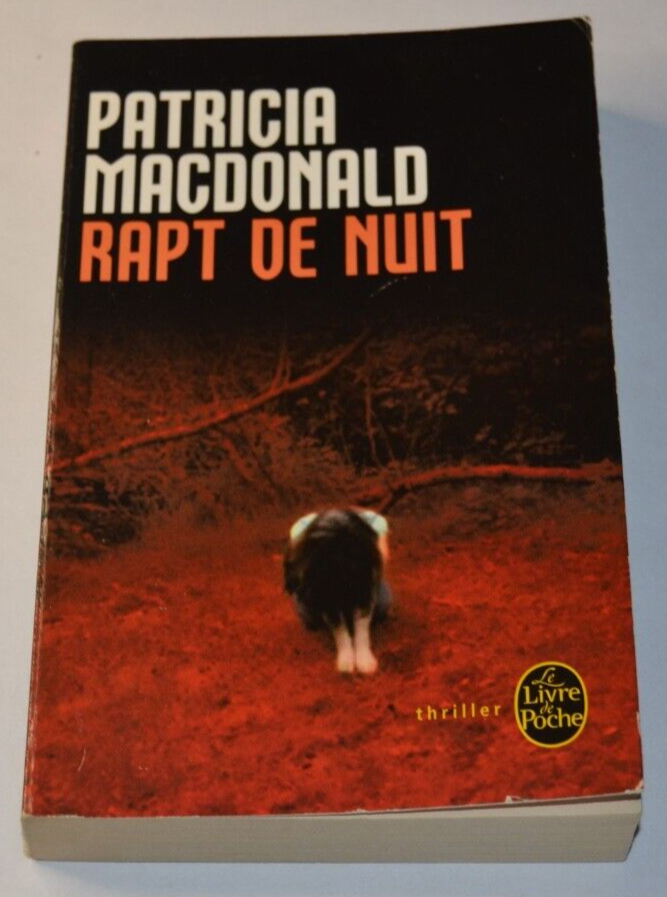 PATRICIA
MACDONALD
RAPT DE NUIT
thriller
Le
Livre
de
Poche